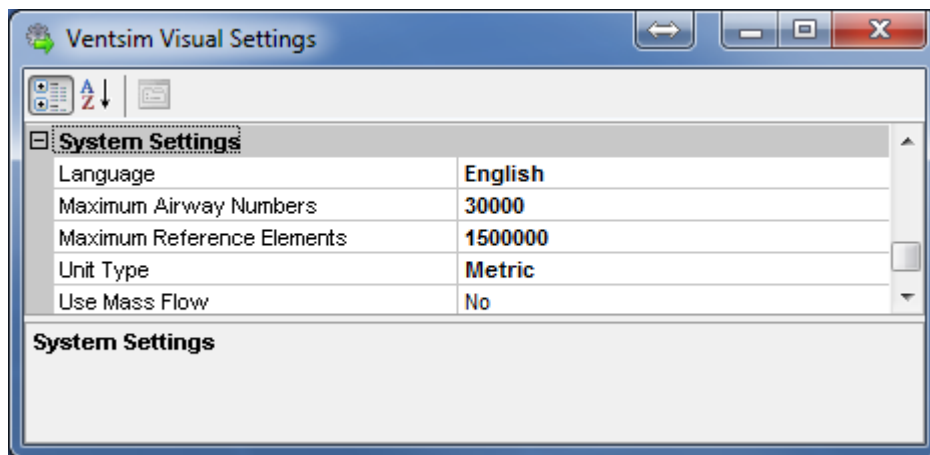 Ventsim Visual Settings
A Z
System Settings
Language English
Maximum Airway Numbers 30000
Maximum Reference Elements 1500000
Unit Type Metric
Use Mass Flow No
System Settings